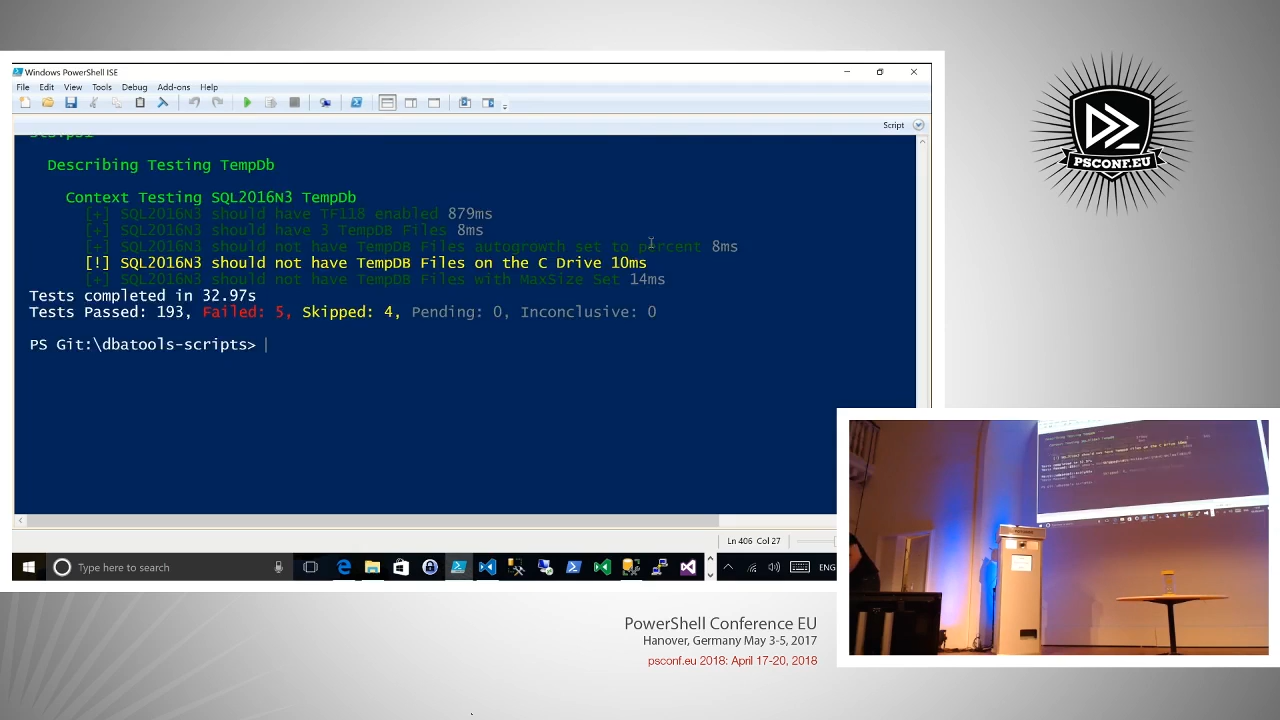 Windows PowerShell ISE
File Edit View Tools Debug Add-ons Help
Script
Describing Testing TempDb
Context Testing SQL2016N3 TempDb
[+] SQL2016N3 should have TF118 enabled 879ms
[+] SQL2016N3 should have 3 TempDB Files 8ms
[+] SQL2016N3 should not have TempDB Files autogrowth set to percent 8ms
[!] SQL2016N3 should not have TempDB Files on the C Drive 10ms
[+] SQL2016N3 should not have TempDB Files with MaxSize Set 14ms
Tests completed in 32.97s
Tests Passed: 193, Failed: 5, Skipped: 4, Pending: 0, Inconclusive: 0
PS Git:\dbatools-scripts>
Ln 406 Col 27
Type here to search
ENG
PSCONF.EU
PowerShell Conference EU
Hanover, Germany May 3-5, 2017
psconf.eu 2018: April 17-20, 2018